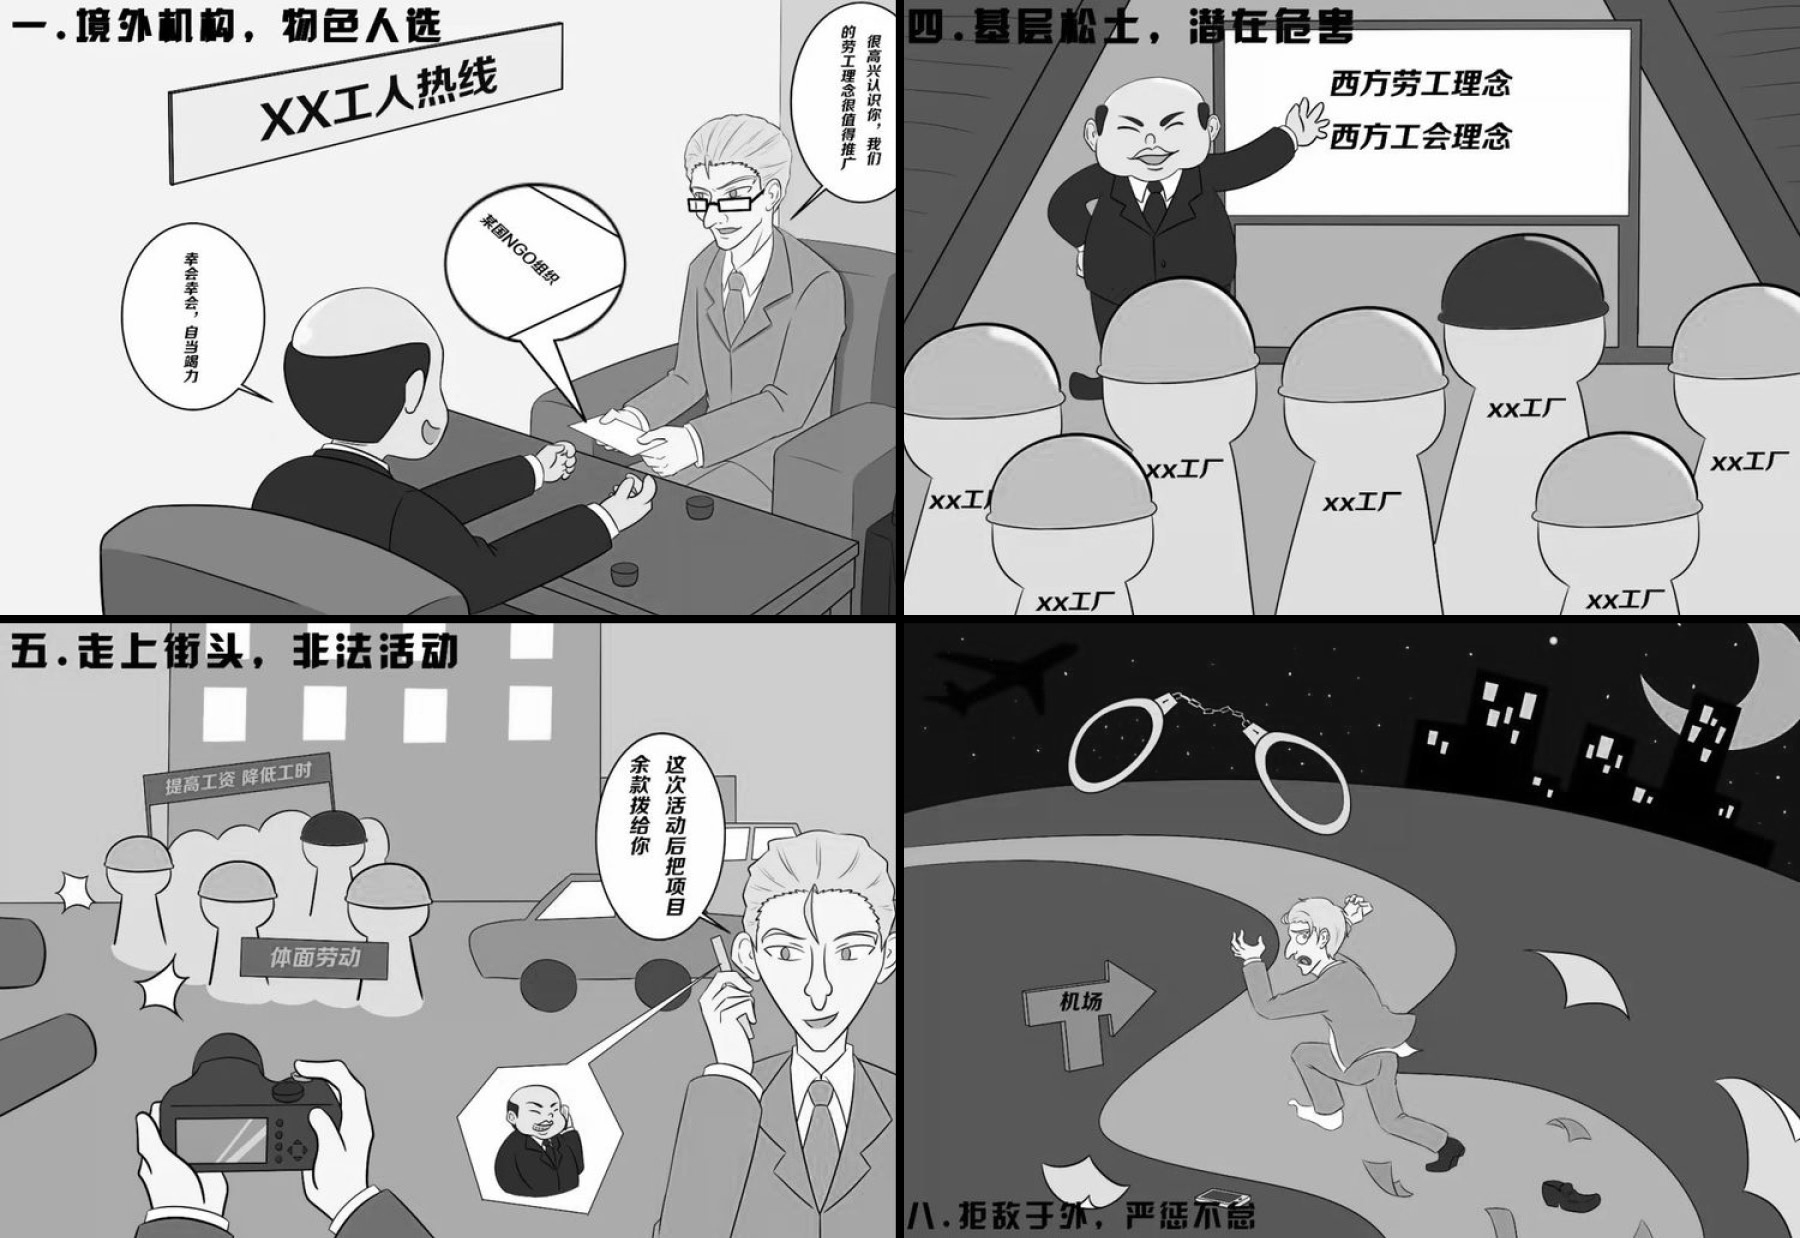 一.境外机构，物色人选
XX工人热线
很高兴认识你，我们
的劳工理念很值得推广
某国NGO组织
幸会幸会，自当竭力
四.基层松土，潜在危害
西方劳工理念
西方工会理念
xx工厂
xx工厂
xx工厂
xx工厂
xx工厂
xx工厂
xx工厂
五.走上街头，非法活动
提高工资 降低工时
体面劳动
这次活动后把项目
余款拨给你
机场
八.拒敌于外，严惩不怠